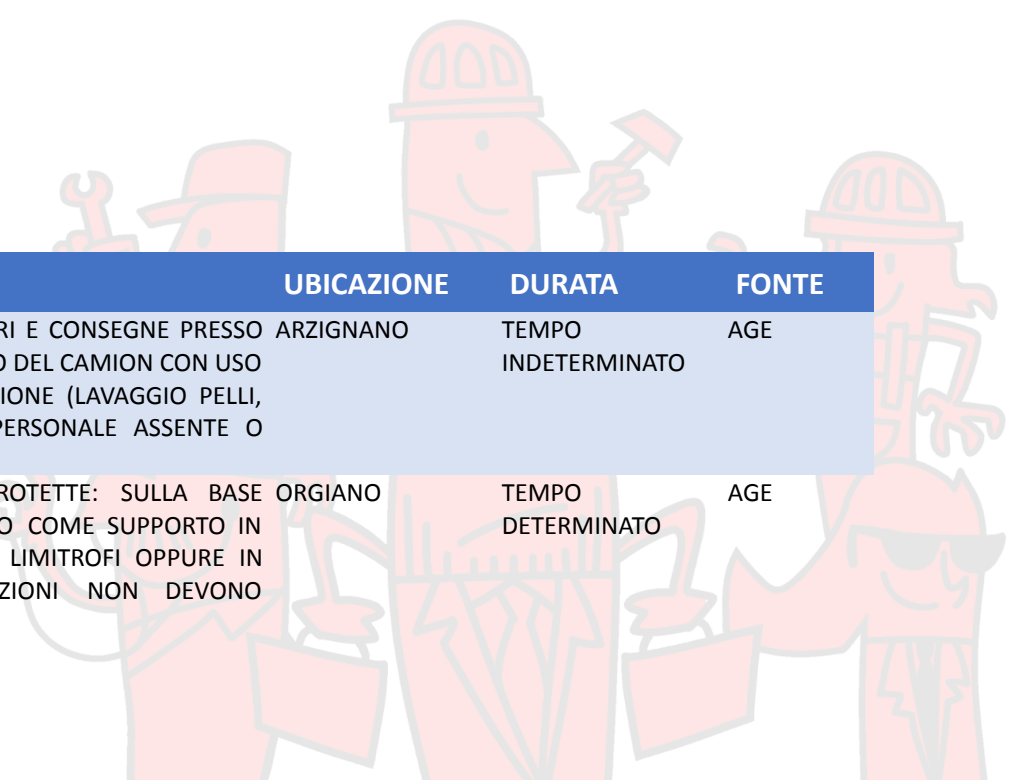 UBICAZIONE DURATA FONTE
RI E CONSEGNE PRESSO ARZIGNANO TEMPO AGE
O DEL CAMION CON USO INDETERMINATO
IONE (LAVAGGIO PELLI,
PERSONALE ASSENTE O
ROTETTE: SULLA BASE ORGIANO TEMPO AGE
O COME SUPPORTO IN DETERMINATO
LIMITROFI OPPURE IN
ZIONI NON DEVONO